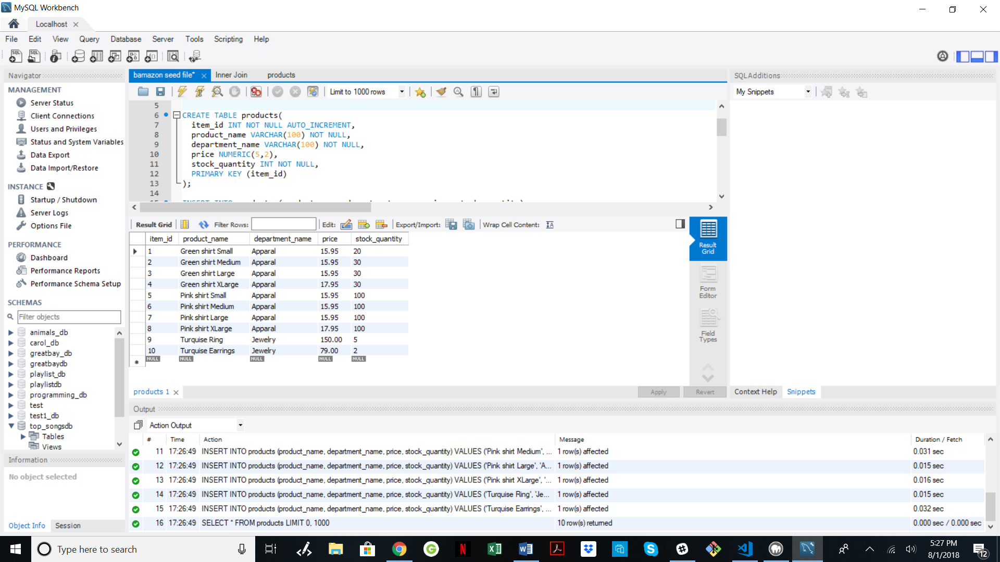 MySQL Workbench
Localhost
File Edit View Query Database Server Tools Scripting Help
Navigator
MANAGEMENT
Server Status
Client Connections
Users and Privileges
Status and System Variables
Data Export
Data Import/Restore
INSTANCE
Startup / Shutdown
Server Logs
Options File
PERFORMANCE
Dashboard
Performance Reports
Performance Schema Setup
SCHEMAS
Filter objects
animals_db
carol_db
greatbay_db
greatbaydb
playlist_db
playlistdb
programming_db
test
test1_db
top_songsdb
Tables
Views
Information
No object selected
Object Info Session
bamazon seed file* Inner Join products
Limit to 1000 rows
5
6 CREATE TABLE products(
7 item_id INT NOT NULL AUTO_INCREMENT,
8 product_name VARCHAR(100) NOT NULL,
9 department_name VARCHAR(100) NOT NULL,
10 price NUMERIC(5,2),
11 stock_quantity INT NOT NULL,
12 PRIMARY KEY (item_id)
13 );
14
Result Grid Filter Rows: Edit: Export/Import: Wrap Cell Content:
item_id product_name department_name price stock_quantity
1 Green shirt Small Apparal 15.95 20
2 Green shirt Medium Apparal 15.95 30
3 Green shirt Large Apparal 15.95 30
4 Green shirt XLarge Apparal 17.95 30
5 Pink shirt Small Apparal 15.95 100
6 Pink shirt Medium Apparal 15.95 100
7 Pink shirt Large Apparal 15.95 100
8 Pink shirt XLarge Apparal 17.95 100
9 Turquise Ring Jewelry 150.00 5
10 Turquise Earrings Jewelry 79.00 2
NULL NULL NULL NULL NULL
Result
Grid
Form
Editor
Field
Types
products 1 Apply Revert
SQLAdditions
My Snippets
Context Help Snippets
Output
Action Output
# Time Action Message Duration / Fetch
11 17:26:49 INSERT INTO products (product_name, department_name, price, stock_quantity) VALUES ('Pink shirt Medium', ... 1 row(s) affected 0.031 sec
12 17:26:49 INSERT INTO products (product_name, department_name, price, stock_quantity) VALUES ('Pink shirt Large', 'A... 1 row(s) affected 0.015 sec
13 17:26:49 INSERT INTO products (product_name, department_name, price, stock_quantity) VALUES ('Pink shirt XLarge', '... 1 row(s) affected 0.016 sec
14 17:26:49 INSERT INTO products (product_name, department_name, price, stock_quantity) VALUES ('Turquise Ring', 'Je... 1 row(s) affected 0.015 sec
15 17:26:49 INSERT INTO products (product_name, department_name, price, stock_quantity) VALUES ('Turquise Earrings', ... 1 row(s) affected 0.032 sec
16 17:26:49 SELECT * FROM products LIMIT 0, 1000 10 row(s) returned 0.000 sec / 0.000 sec
Type here to search
5:27 PM
8/1/2018
12